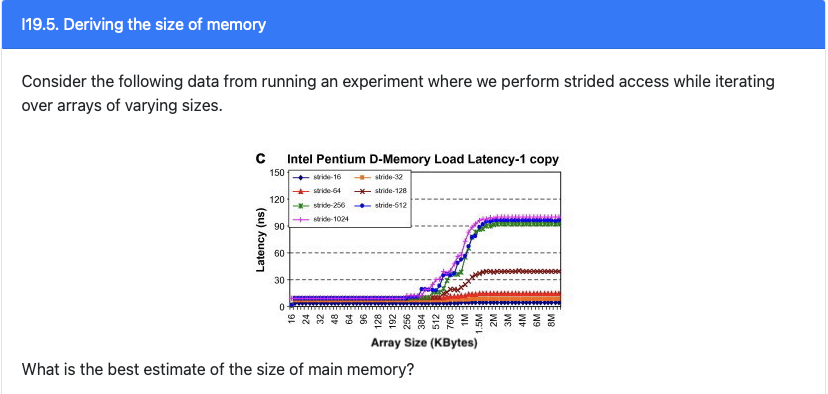 I19.5. Deriving the size of memory
Consider the following data from running an experiment where we perform strided access while iterating
over arrays of varying sizes.
C Intel Pentium D-Memory Load Latency-1 copy
150
120
90
60
30
0
Latency (ns)
stride-16 stride-32
stride-64 stride-128
stride-256 stride-512
stride-1024
16 24 32 48 64 96 128 192 256 384 512 768 1M 1.5M 2M 3M 4M 6M 8M
Array Size (KBytes)
What is the best estimate of the size of main memory?